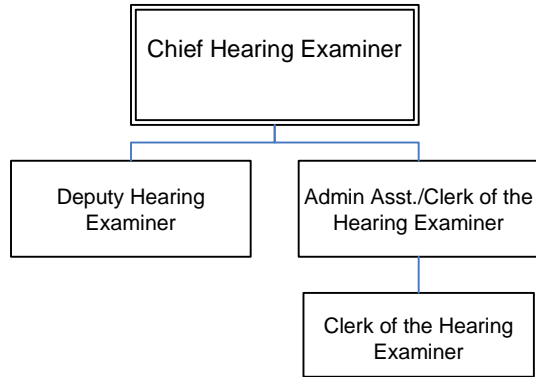 Chief Hearing Examiner
Deputy Hearing
Examiner
Admin Asst./Clerk of the
Hearing Examiner
Clerk of the Hearing
Examiner